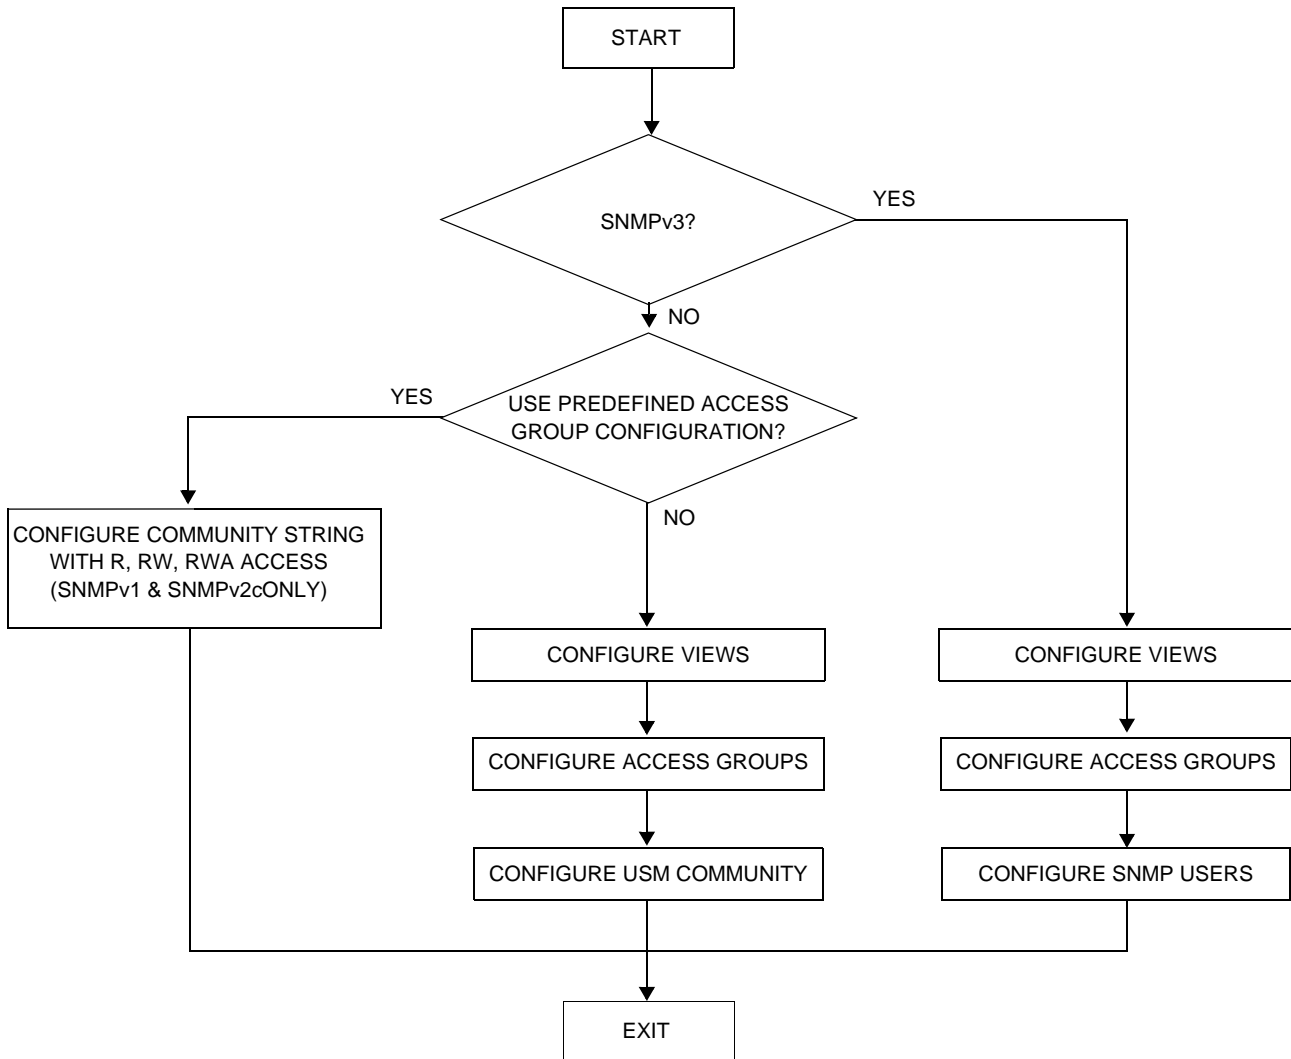 START
SNMPv3?
YES
NO
YES
USE PREDEFINED ACCESS
GROUP CONFIGURATION?
NO
CONFIGURE COMMUNITY STRING
WITH R, RW, RWA ACCESS
(SNMPv1 & SNMPv2cONLY)
CONFIGURE VIEWS
CONFIGURE VIEWS
CONFIGURE ACCESS GROUPS
CONFIGURE ACCESS GROUPS
CONFIGURE USM COMMUNITY
CONFIGURE SNMP USERS
EXIT